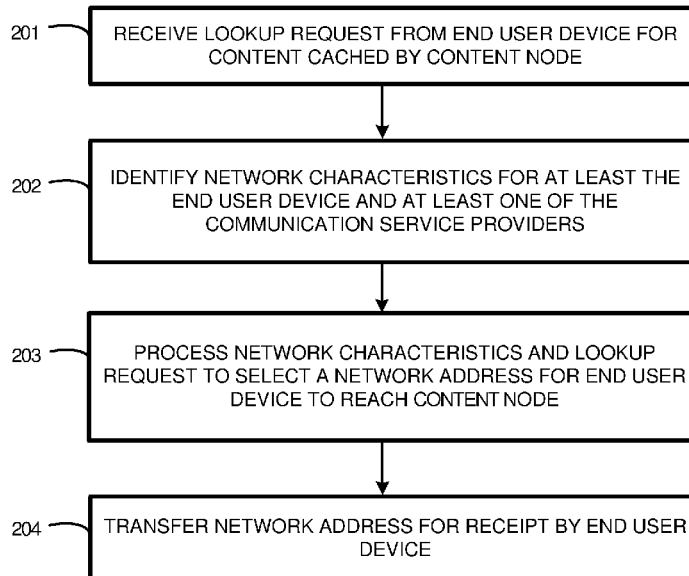 201
RECEIVE LOOKUP REQUEST FROM END USER DEVICE FOR
CONTENT CACHED BY CONTENT NODE
202
IDENTIFY NETWORK CHARACTERISTICS FOR AT LEAST THE
END USER DEVICE AND AT LEAST ONE OF THE
COMMUNICATION SERVICE PROVIDERS
203
PROCESS NETWORK CHARACTERISTICS AND LOOKUP
REQUEST TO SELECT A NETWORK ADDRESS FOR END USER
DEVICE TO REACH CONTENT NODE
204
TRANSFER NETWORK ADDRESS FOR RECEIPT BY END USER
DEVICE